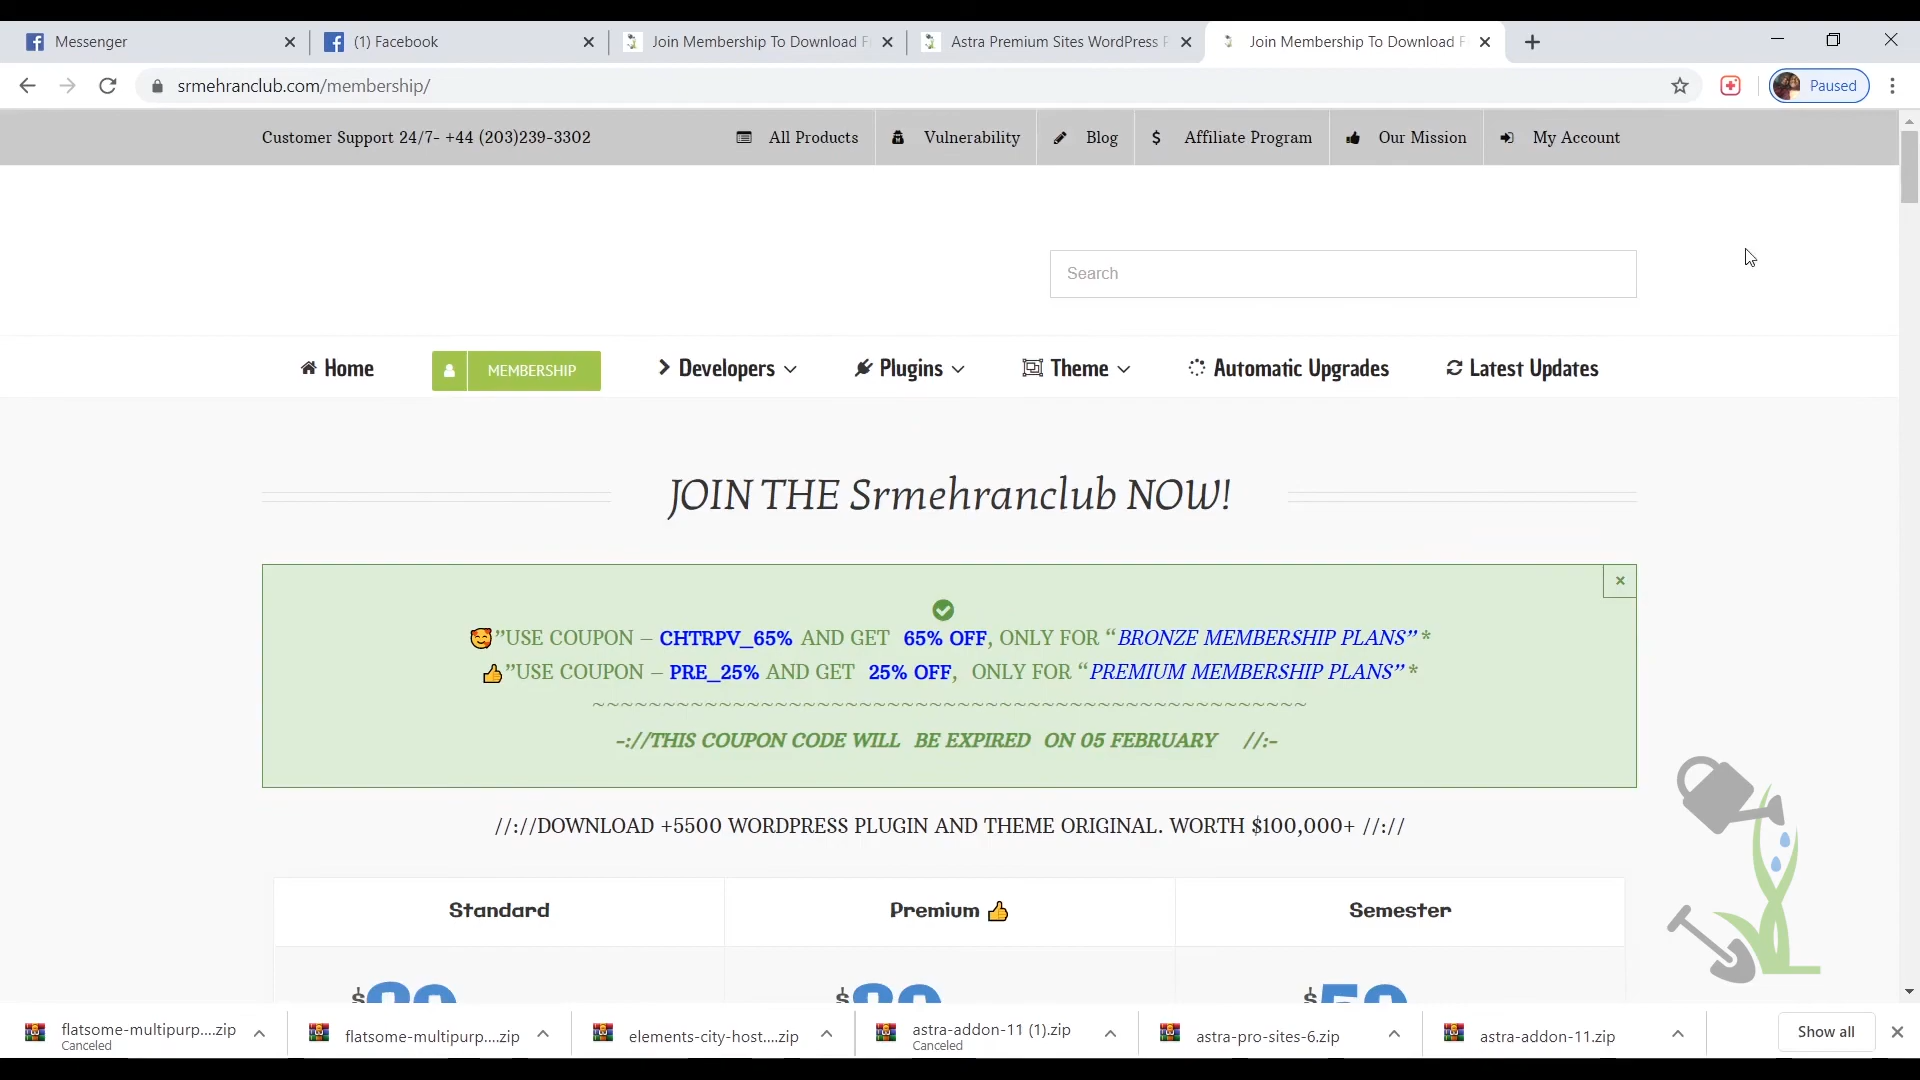 Messenger
(1) Facebook
Join Membership To Download F
Astra Premium Sites WordPress P
Join Membership To Download F
srmehranclub.com/membership/
Paused
Customer Support 24/7- +44 (203)239-3302
All Products
Vulnerability
Blog
Affiliate Program
Our Mission
My Account
Search
Home
MEMBERSHIP
Developers
Plugins
Theme
Automatic Upgrades
Latest Updates
JOIN THE Srmehranclub NOW!
”USE COUPON – CHTRPV_65% AND GET 65% OFF, ONLY FOR “BRONZE MEMBERSHIP PLANS” *
”USE COUPON – PRE_25% AND GET 25% OFF, ONLY FOR “PREMIUM MEMBERSHIP PLANS” *
~~~~~~~~~~~~~~~~~~~~~~~~~~~~~~~~~~~~~~~~~~~~~~~~~~~
-://THIS COUPON CODE WILL BE EXPIRED ON 05 FEBRUARY //:-
//://DOWNLOAD +5500 WORDPRESS PLUGIN AND THEME ORIGINAL. WORTH $100,000+ //://
Standard
Premium
Semester
flatsome-multipurp....zip
Canceled
flatsome-multipurp....zip
elements-city-host....zip
astra-addon-11 (1).zip
Canceled
astra-pro-sites-6.zip
astra-addon-11.zip
Show all